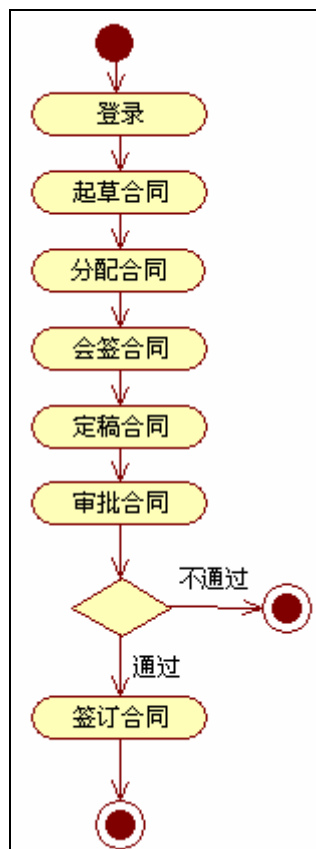 登录
起草合同
分配合同
会签合同
定稿合同
审批合同
不通过
通过
签订合同